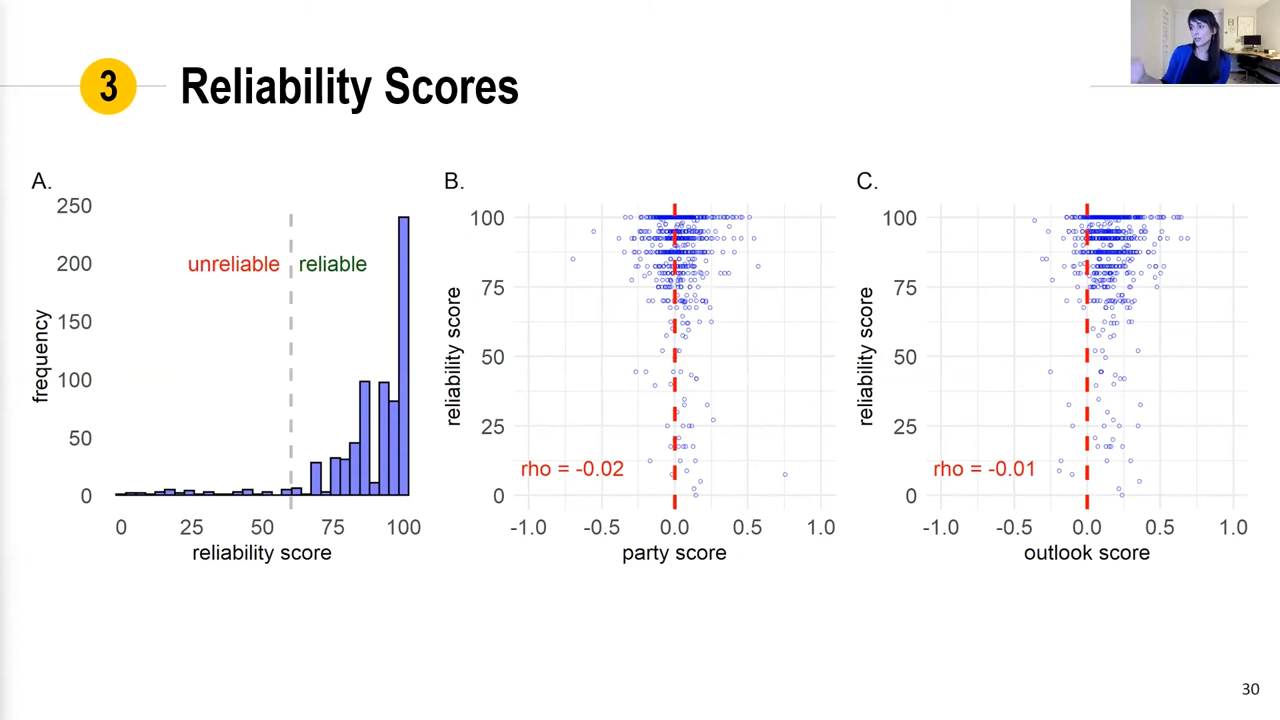 3
Reliability Scores
A.
250
200
150
100
50
0
frequency
unreliable
reliable
0 25 50 75 100
reliability score
B.
100
75
50
25
0
reliability score
rho = -0.02
-1.0 -0.5 0.0 0.5 1.0
party score
C.
100
75
50
25
0
reliability score
rho = -0.01
-1.0 -0.5 0.0 0.5 1.0
outlook score
30